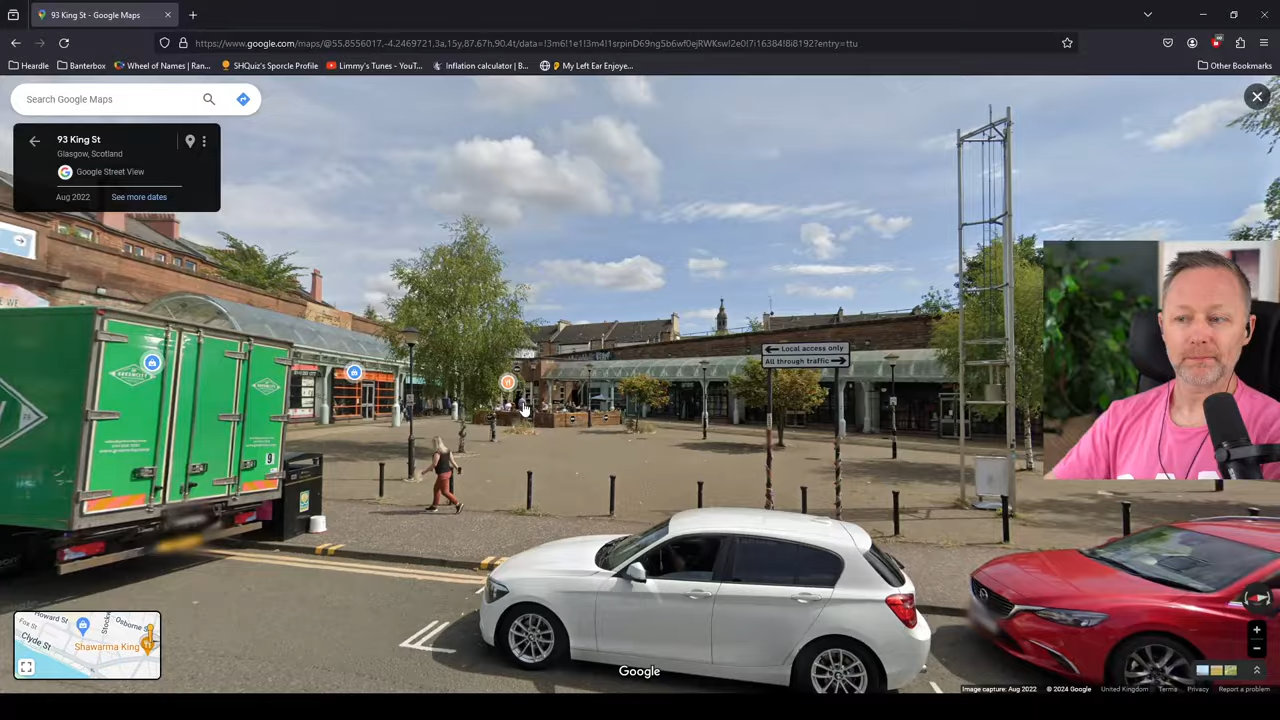 93 King St - Google Maps
https://www.google.com/maps/@55.8556017,-4.2469721,3a,15y,87.67h,90.4t/data=!3m6!1e1!3m4!1srpinD69ng5b6wf0ejRWKsw!2e0!7i16384!8i8192?entry=ttu
Heardle
Banterbox
Wheel of Names | Ran...
SHQuiz's Sporcle Profile
Limmy's Tunes - YouT...
Inflation calculator | B...
My Left Ear Enjoye...
Other Bookmarks
Search Google Maps
93 King St
Glasgow, Scotland
Google Street View
Aug 2022
See more dates
Local access only
All through traffic
9
Howard St
Fox St
Osborne
Clyde St
Shawarma King
Google
Image capture: Aug 2022
© 2024 Google
United Kingdom
Terms
Privacy
Report a problem